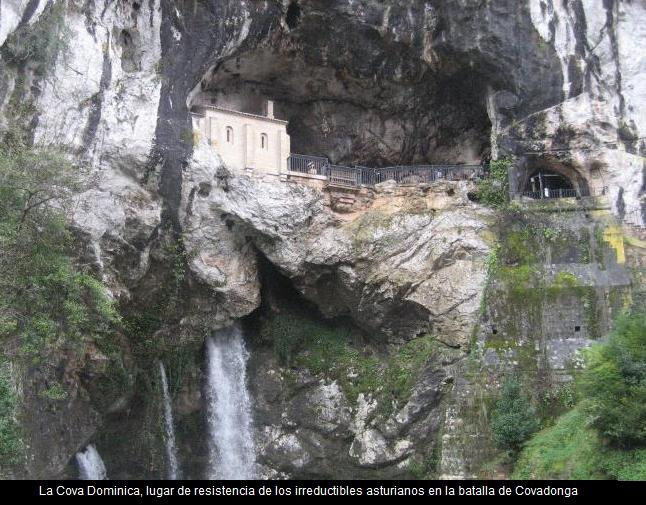 La Cova Dominica, lugar de resistencia de los irreductibles asturianos en la batalla de Covadonga